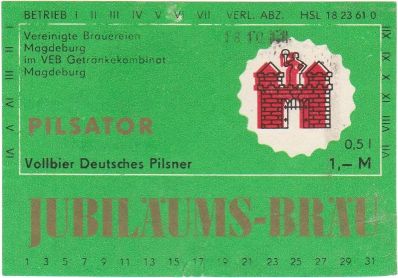 BETRIEB I II III IV V VI VII VERL. ABZ. HSL 18 23 61 0
Vereinigte Brauereien
Magdeburg
im VEB Getränkekombinat
Magdeburg
PILSATOR
Vollbier Deutsches Pilsner
0,5 l
1,– M
JUBILÄUMS-BRÄU
1 3 5 7 9 11 13 15 17 19 21 23 25 27 29 31